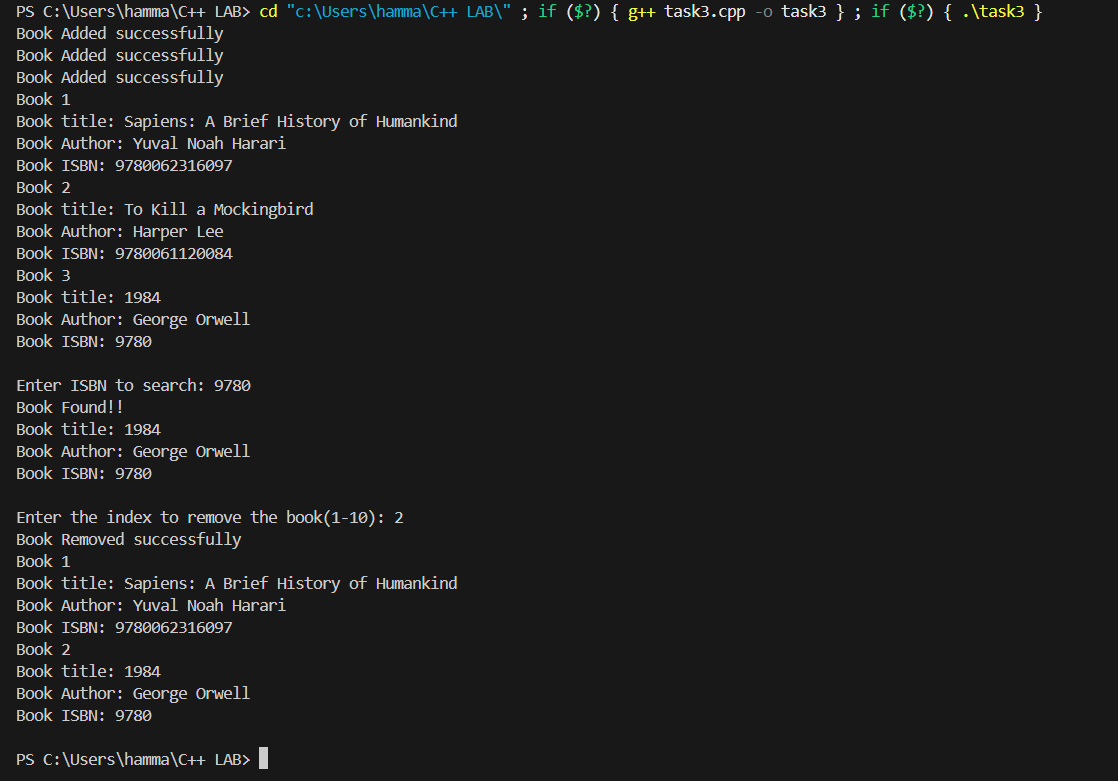 PS C:\Users\hamma\C++ LAB> cd "c:\Users\hamma\C++ LAB\" ; if ($?) { g++ task3.cpp -o task3 } ; if ($?) { .\task3 }
Book Added successfully
Book Added successfully
Book Added successfully
Book 1
Book title: Sapiens: A Brief History of Humankind
Book Author: Yuval Noah Harari
Book ISBN: 9780062316097
Book 2
Book title: To Kill a Mockingbird
Book Author: Harper Lee
Book ISBN: 9780061120084
Book 3
Book title: 1984
Book Author: George Orwell
Book ISBN: 9780

Enter ISBN to search: 9780
Book Found!!
Book title: 1984
Book Author: George Orwell
Book ISBN: 9780

Enter the index to remove the book(1-10): 2
Book Removed successfully
Book 1
Book title: Sapiens: A Brief History of Humankind
Book Author: Yuval Noah Harari
Book ISBN: 9780062316097
Book 2
Book title: 1984
Book Author: George Orwell
Book ISBN: 9780

PS C:\Users\hamma\C++ LAB>